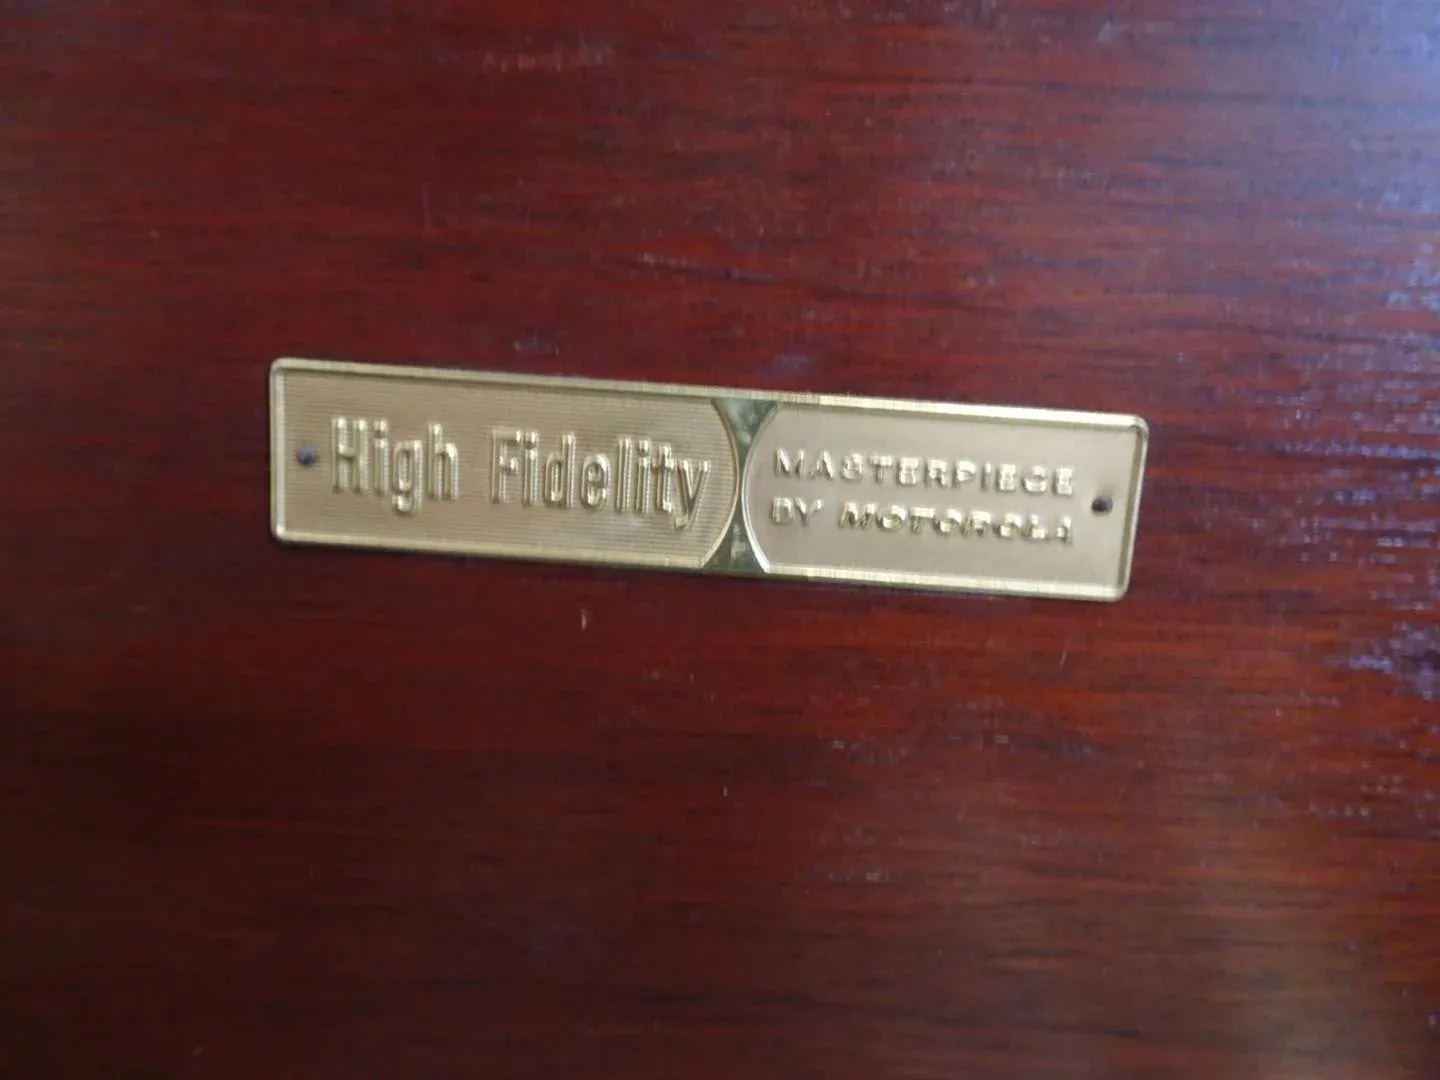 High Fidelity
MASTERPIECE
BY MOTOROLA